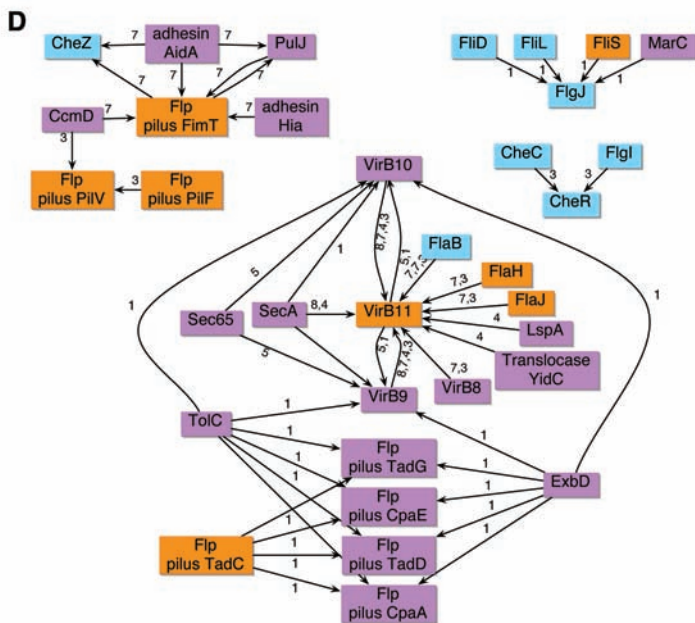 D
CheZ
adhesin
AidA
PulJ
7
7
7
7
7
7
CcmD
7
Flp
pilus FimT
7
adhesin
Hia
3
Flp
pilus PilV
3
Flp
pilus PilF
FliD
FliL
FliS
MarC
1
1
1
1
FlgJ
CheC
FlgI
3
3
CheR
VirB10
1
5
1
8,7,4,3
5,1
7,7,3
FlaB
1
Sec65
SecA
8,4
VirB11
7,3
FlaH
7,3
FlaJ
4
LspA
4
Translocase
YidC
5
5,1
8,7,4,3
7,3
VirB8
VirB9
TolC
1
1
1
1
1
Flp
pilus TadG
1
1
ExbD
Flp
pilus CpaE
1
1
1
Flp
pilus TadC
1
1
1
1
Flp
pilus TadD
Flp
pilus CpaA